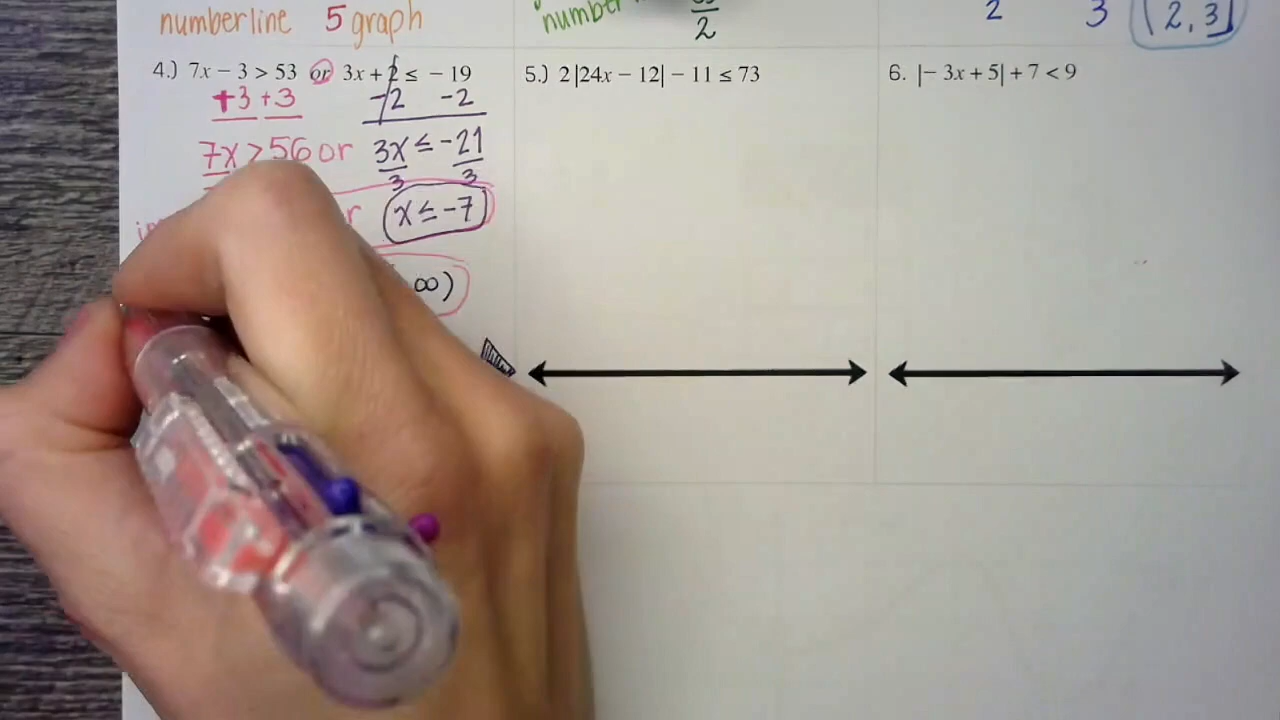 numberline 5 graph
number
2
2 3 [2, 3]
4.) 7x − 3 > 53 or 3x + 2 ≤ − 19
+3 +3 -2 -2
7x > 56 or 3x ≤ -21
3 3
x ≤ -7
∞)
5.) 2|24x − 12| − 11 ≤ 73
6. |− 3x + 5| + 7 < 9